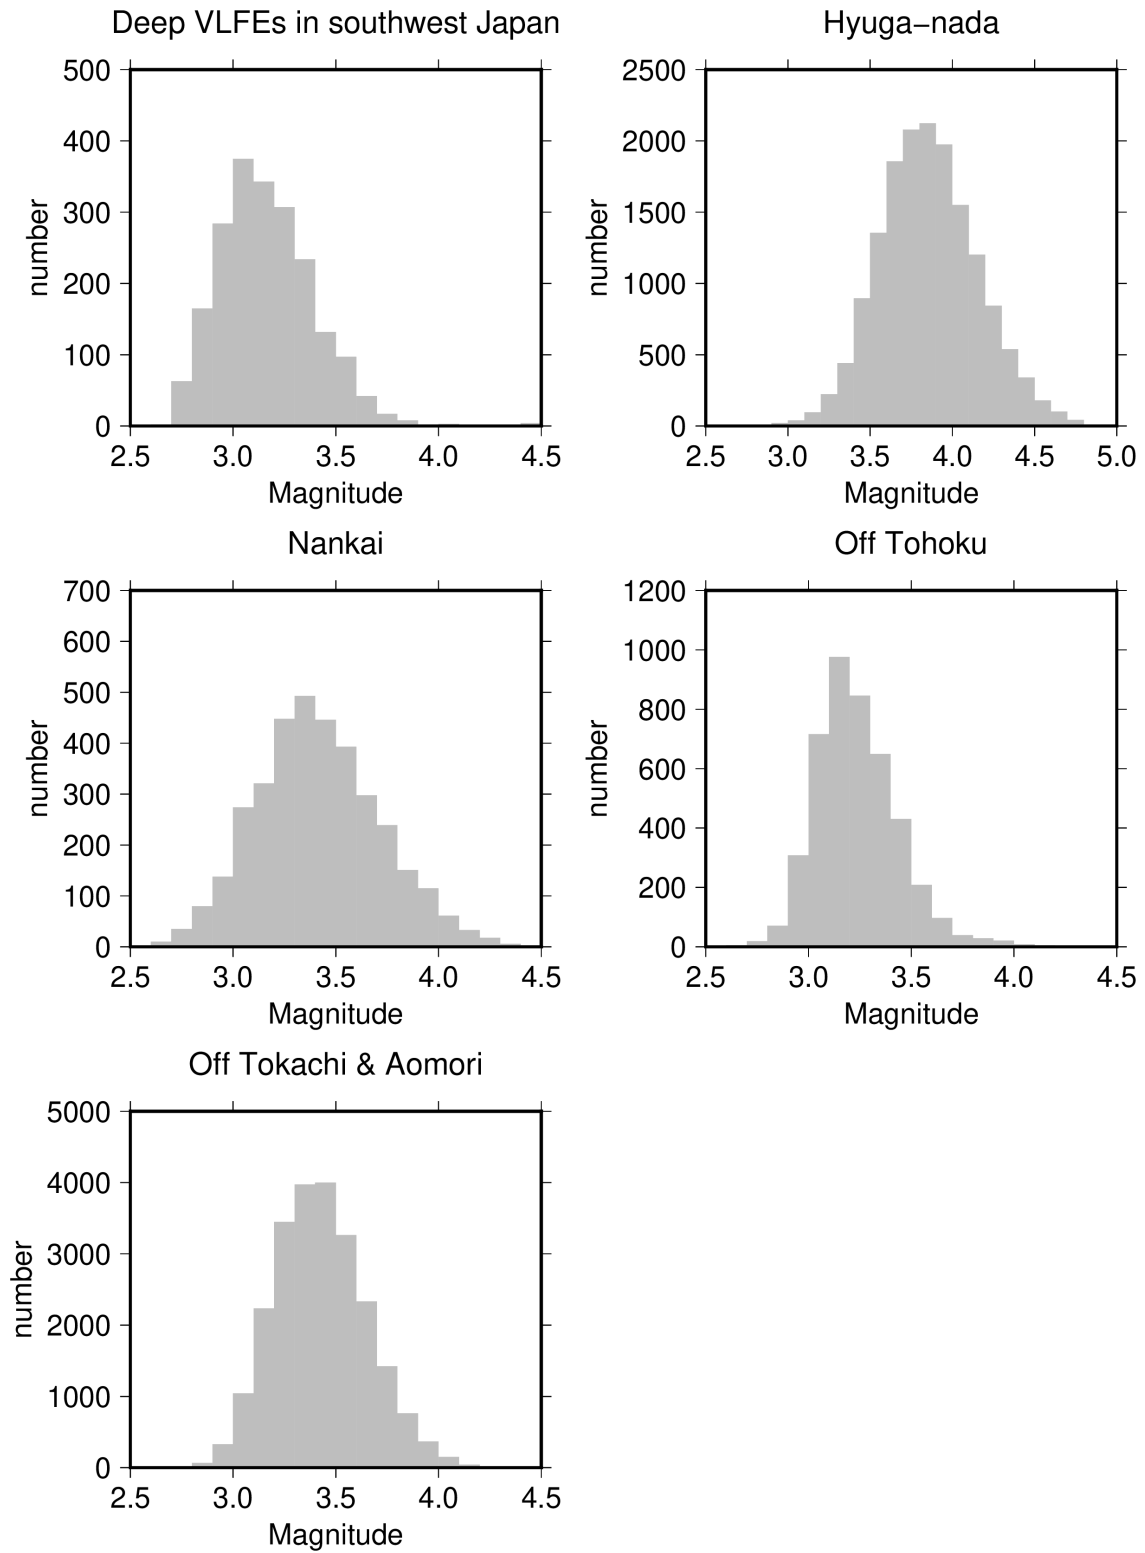 Deep VLFEs in southwest Japan
number
500
400
300
200
100
0
2.5 3.0 3.5 4.0 4.5
Magnitude
Hyuga−nada
number
2500
2000
1500
1000
500
0
2.5 3.0 3.5 4.0 4.5 5.0
Magnitude
Nankai
number
700
600
500
400
300
200
100
0
2.5 3.0 3.5 4.0 4.5
Magnitude
Off Tohoku
number
1200
1000
800
600
400
200
0
2.5 3.0 3.5 4.0 4.5
Magnitude
Off Tokachi & Aomori
number
5000
4000
3000
2000
1000
0
2.5 3.0 3.5 4.0 4.5
Magnitude